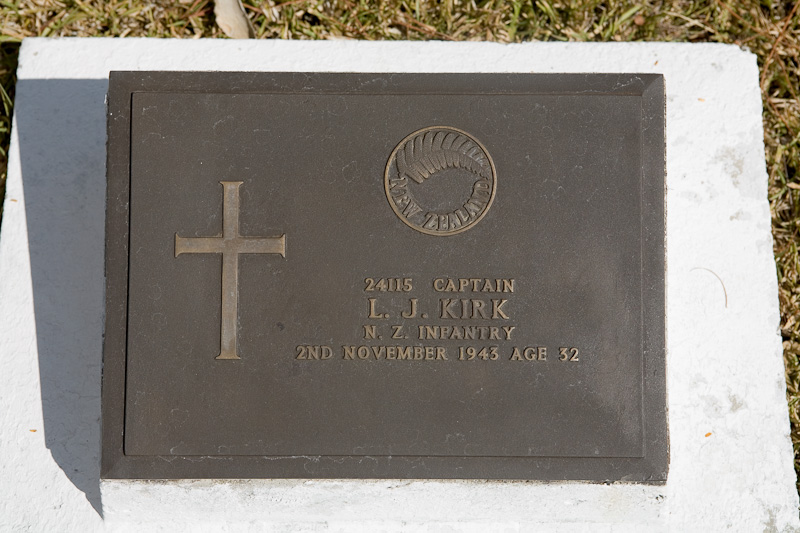 NEW ZEALAND
24115 CAPTAIN
L. J. KIRK
N. Z. INFANTRY
2ND NOVEMBER 1943 AGE 32